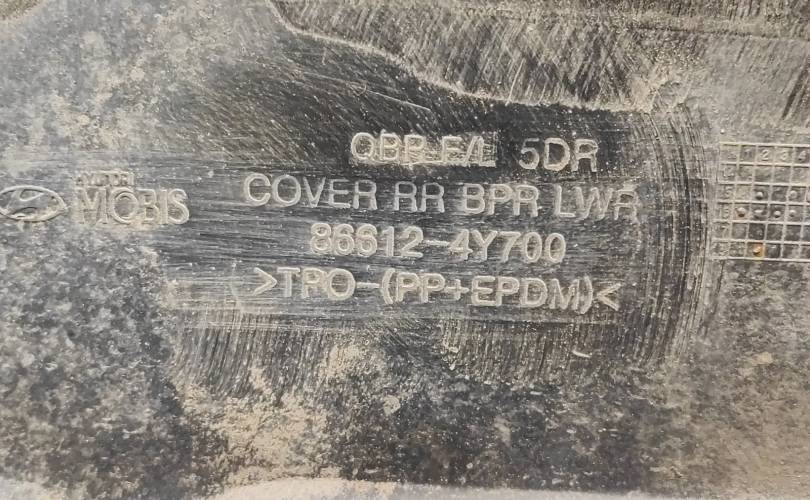 QBR F/L 5DR
MOBIS
COVER RR BPR LWR
86612-4Y700
>TPO-(PP+EPDM)<